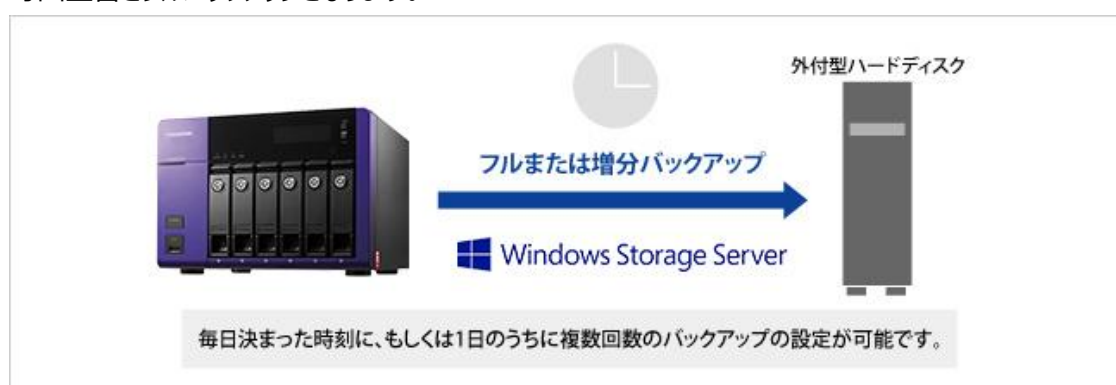 外付型ハードディスク
フルまたは増分バックアップ
Windows Storage Server
毎日決まった時刻に、もしくは1日のうちに複数回数のバックアップの設定が可能です。